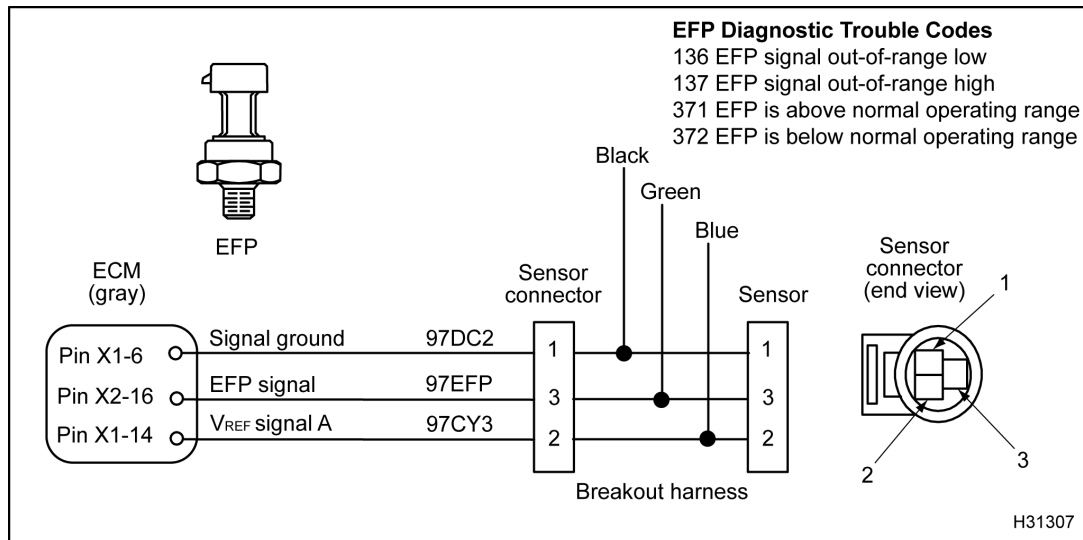 EFP Diagnostic Trouble Codes
136 EFP signal out-of-range low
137 EFP signal out-of-range high
371 EFP is above normal operating range
372 EFP is below normal operating range
EFP
Black
Green
Blue
ECM
(gray)
Sensor
connector
Sensor
Sensor
connector
(end view)
1
Pin X1-6 Signal ground 97DC2 1 1
Pin X2-16 EFP signal 97EFP 3 3
Pin X1-14 VREF signal A 97CY3 2 2
2
3
Breakout harness
H31307